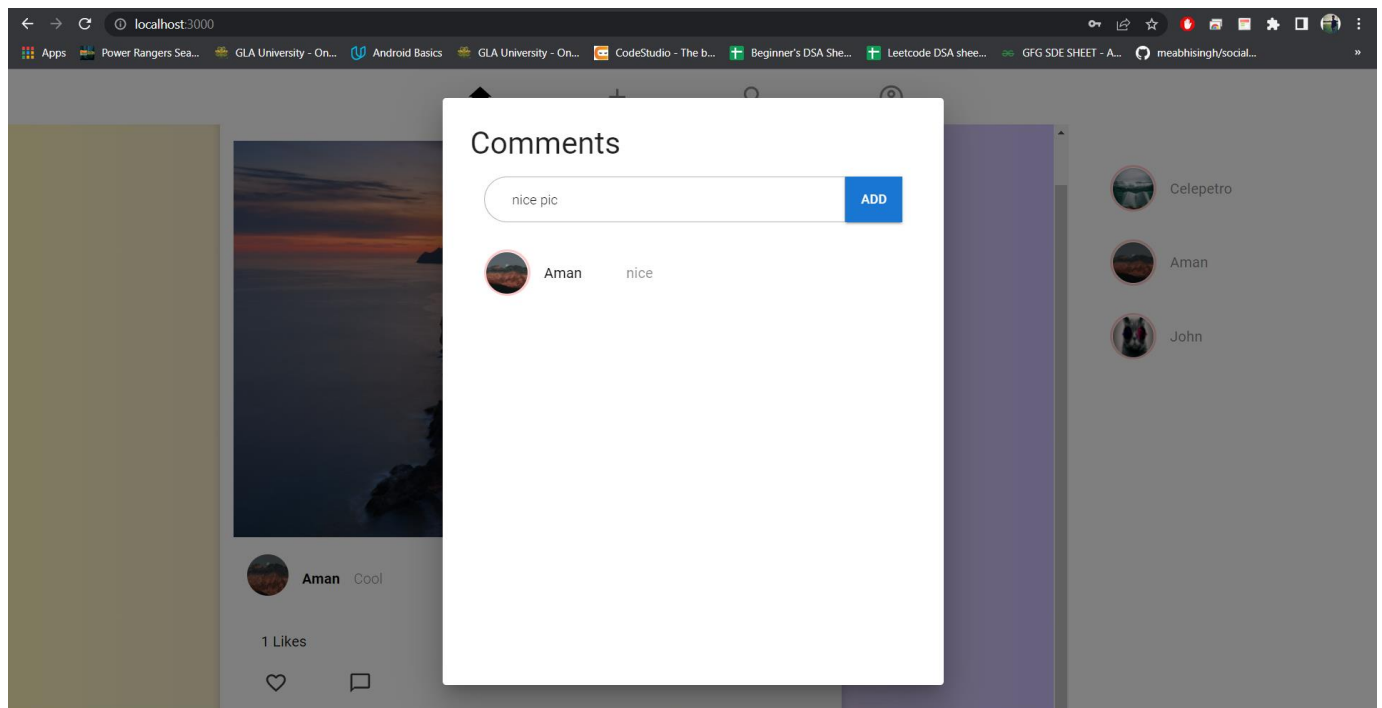 localhost:3000
Apps Power Rangers Sea... GLA University - On... Android Basics GLA University - On... CodeStudio - The b... Beginner's DSA She... Leetcode DSA shee... GFG SDE SHEET - A... meabhisingh/social... »
Comments
nice pic ADD
Aman nice
Celepetro
Aman
John
Aman Cool
1 Likes